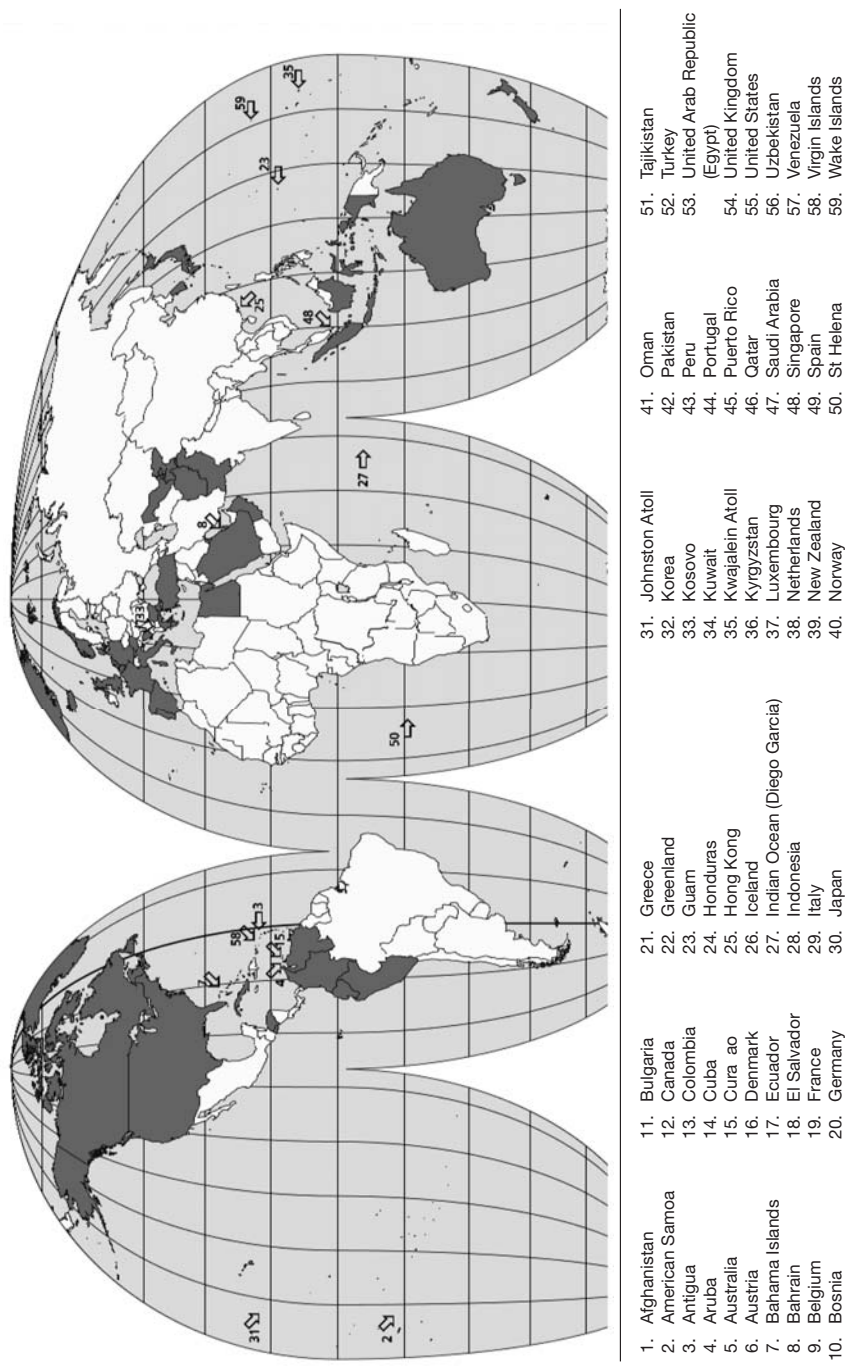 31
2
58
3
4
15
50
33
8
27
25
48
23
59
35
1. Afghanistan
2. American Samoa
3. Antigua
4. Aruba
5. Australia
6. Austria
7. Bahama Islands
8. Bahrain
9. Belgium
10. Bosnia
11. Bulgaria
12. Canada
13. Colombia
14. Cuba
15. Cura ao
16. Denmark
17. Ecuador
18. El Salvador
19. France
20. Germany
21. Greece
22. Greenland
23. Guam
24. Honduras
25. Hong Kong
26. Iceland
27. Indian Ocean (Diego Garcia)
28. Indonesia
29. Italy
30. Japan
31. Johnston Atoll
32. Korea
33. Kosovo
34. Kuwait
35. Kwajalein Atoll
36. Kyrgyzstan
37. Luxembourg
38. Netherlands
39. New Zealand
40. Norway
41. Oman
42. Pakistan
43. Peru
44. Portugal
45. Puerto Rico
46. Qatar
47. Saudi Arabia
48. Singapore
49. Spain
50. St Helena
51. Tajikistan
52. Turkey
53. United Arab Republic
(Egypt)
54. United Kingdom
55. United States
56. Uzbekistan
57. Venezuela
58. Virgin Islands
59. Wake Islands